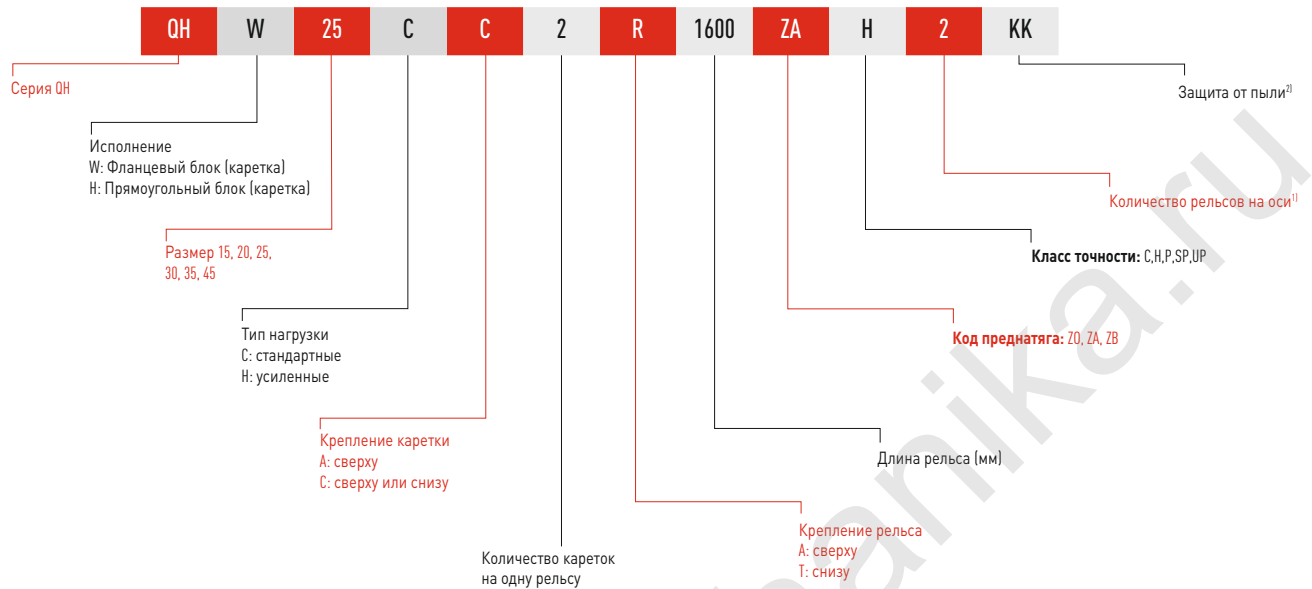 QH W 25 C C 2 R 1600 ZA H 2 KK
Серия QH
Защита от пыли²⁾
Исполнение
W: Фланцевый блок (каретка)
H: Прямоугольный блок (каретка)
Количество рельсов на оси¹⁾
Размер 15, 20, 25,
30, 35, 45
Класс точности: C,H,P,SP,UP
Тип нагрузки
C: стандартные
H: усиленные
Код преднатяга: Z0, ZA, ZB
Крепление каретки
A: сверху
C: сверху или снизу
Длина рельса (мм)
Крепление рельса
A: сверху
T: снизу
Количество кареток
на одну рельсу
hanika.ru